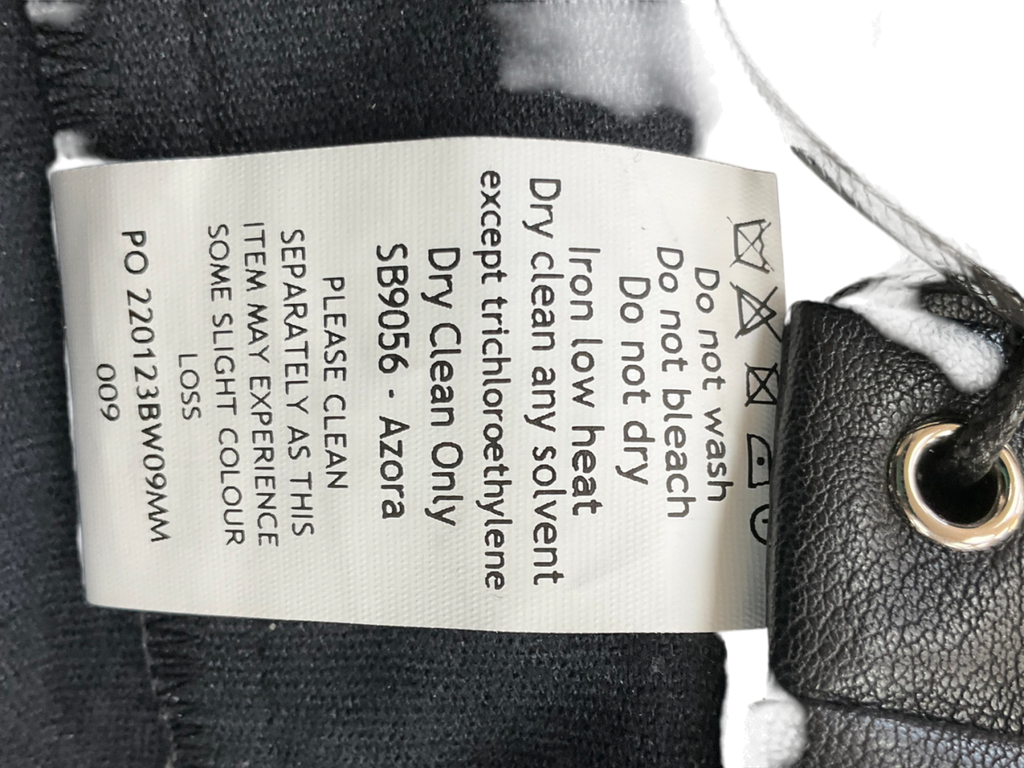 Do not wash
Do not bleach
Do not dry
Iron low heat
Dry clean any solvent
except trichloroethylene
Dry Clean Only
SB9056 - Azora
PLEASE CLEAN
SEPARATELY AS THIS
ITEM MAY EXPERIENCE
SOME SLIGHT COLOUR
LOSS
PO 220123BW09MM
009